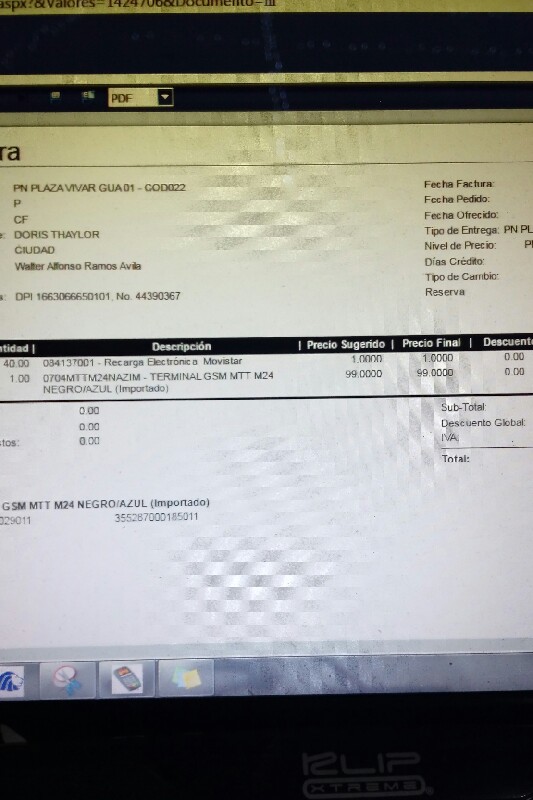 aspx?&Valores=1424706&Documento=
PDF
ra
PN PLAZA VIVAR GUA 01 - COD022
P
CF
DORIS THAYLOR
CIUDAD
Walter Alfonso Ramos Avila
DPI 1663066650101, No. 44390367
Fecha Factura:
Fecha Pedido:
Fecha Ofrecido:
Tipo de Entrega: PN PL
Nivel de Precio: P
Días Crédito:
Tipo de Cambio:
Reserva
ntidad | Descripción | Precio Sugerido | Precio Final | Descuent
40.00 084137001 - Recarga Electrónica Movistar 1.0000 1.0000 0.00
1.00 0704MTTM24NAZIM - TERMINAL GSM MTT M24 99.0000 99.0000 0.00
NEGRO/AZUL (Importado)
0.00
0.00
stos: 0.00
Sub-Total:
Descuento Global:
IVA:
Total:
GSM MTT M24 NEGRO/AZUL (Importado)
029011 355287000185011
KLIP
XTREME